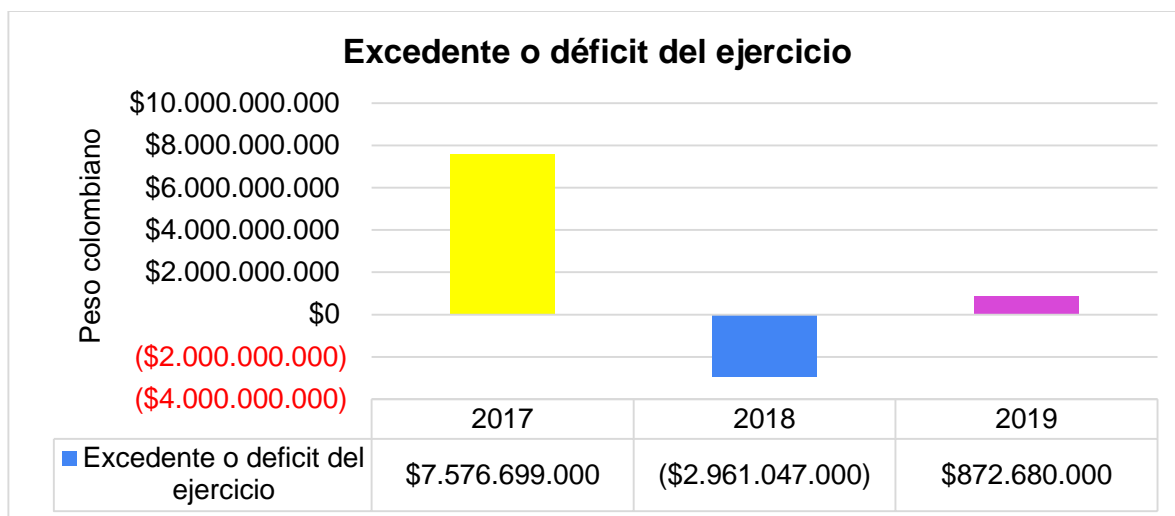 Excedente o déficit del ejercicio
Peso colombiano
$10.000.000.000
$8.000.000.000
$6.000.000.000
$4.000.000.000
$2.000.000.000
$0
($2.000.000.000)
($4.000.000.000)
2017 2018 2019
Excedente o deficit del
ejercicio
$7.576.699.000 ($2.961.047.000) $872.680.000